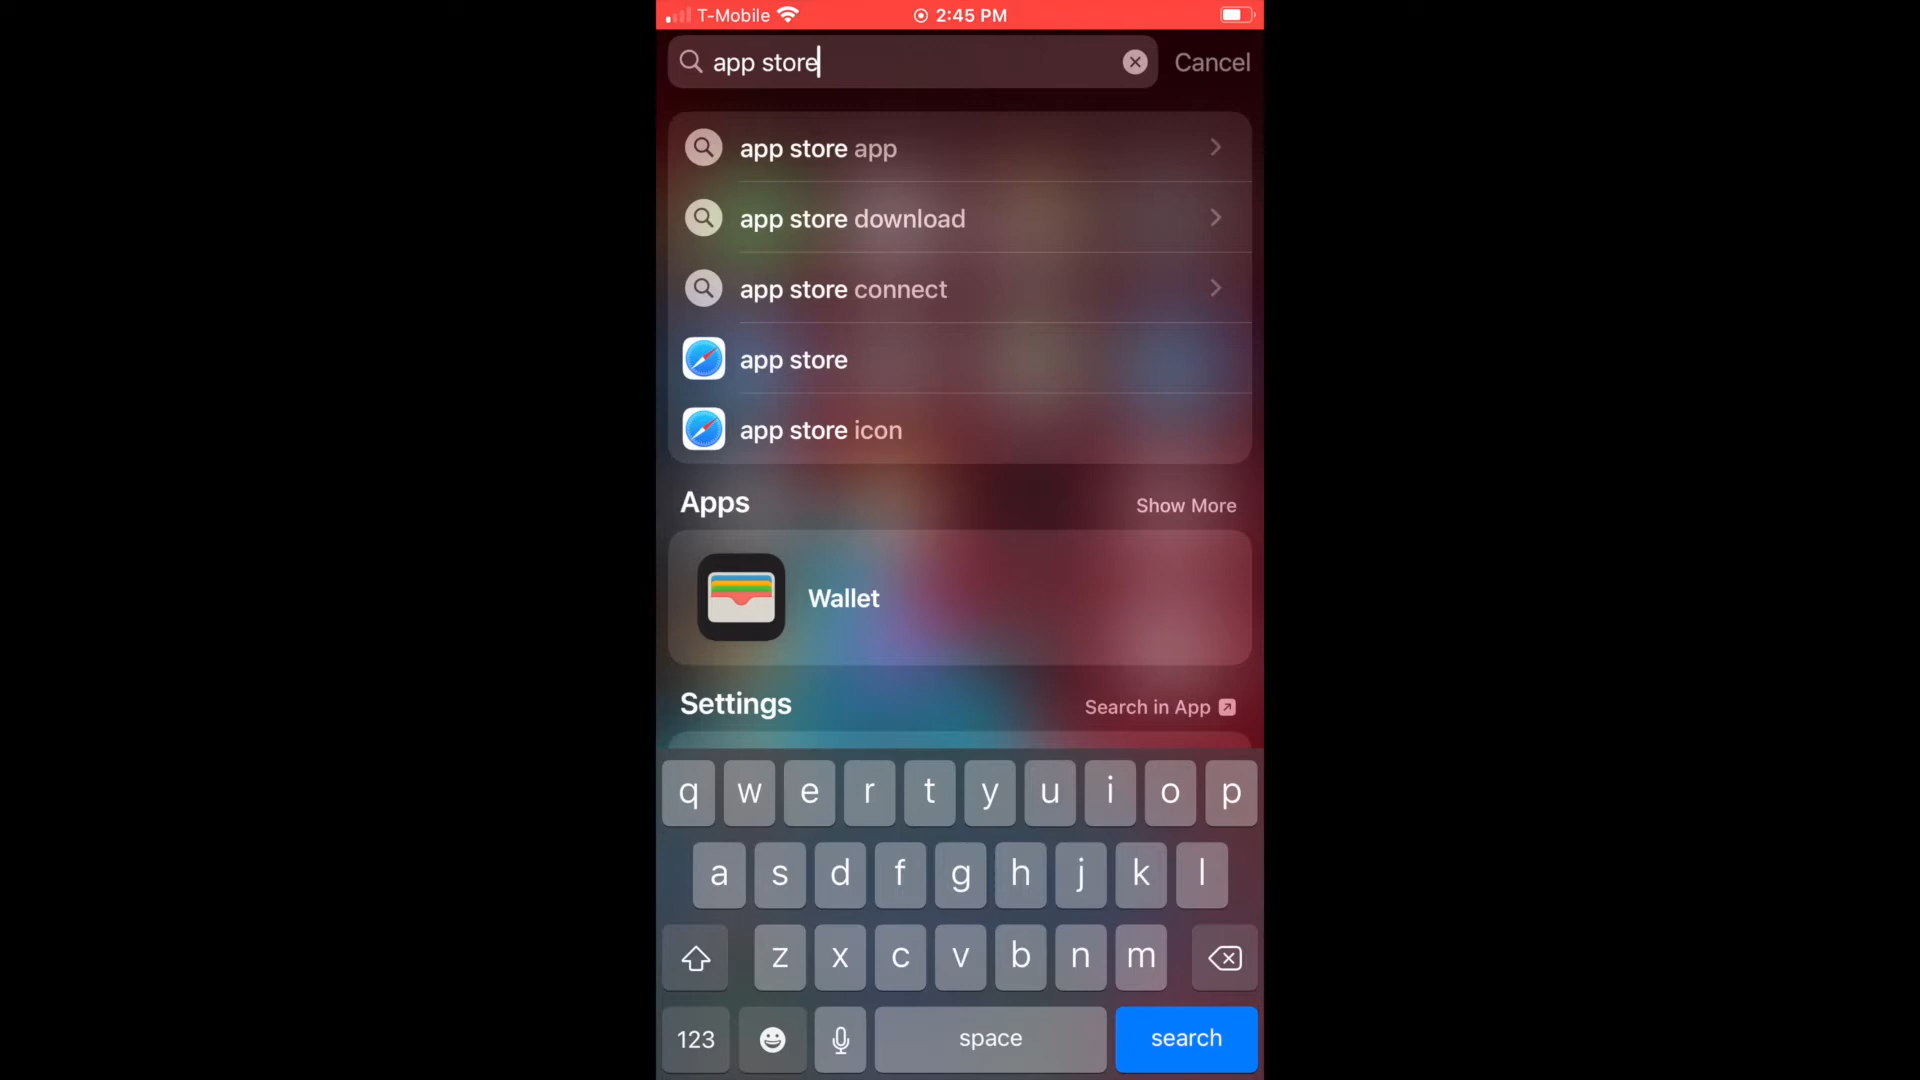 T-Mobile 2:45 PM
app store Cancel
app store app
app store download
app store connect
app store
app store icon
Apps Show More
Wallet
Settings Search in App
q w e r t y u i o p
a s d f g h j k l
z x c v b n m
123 space search